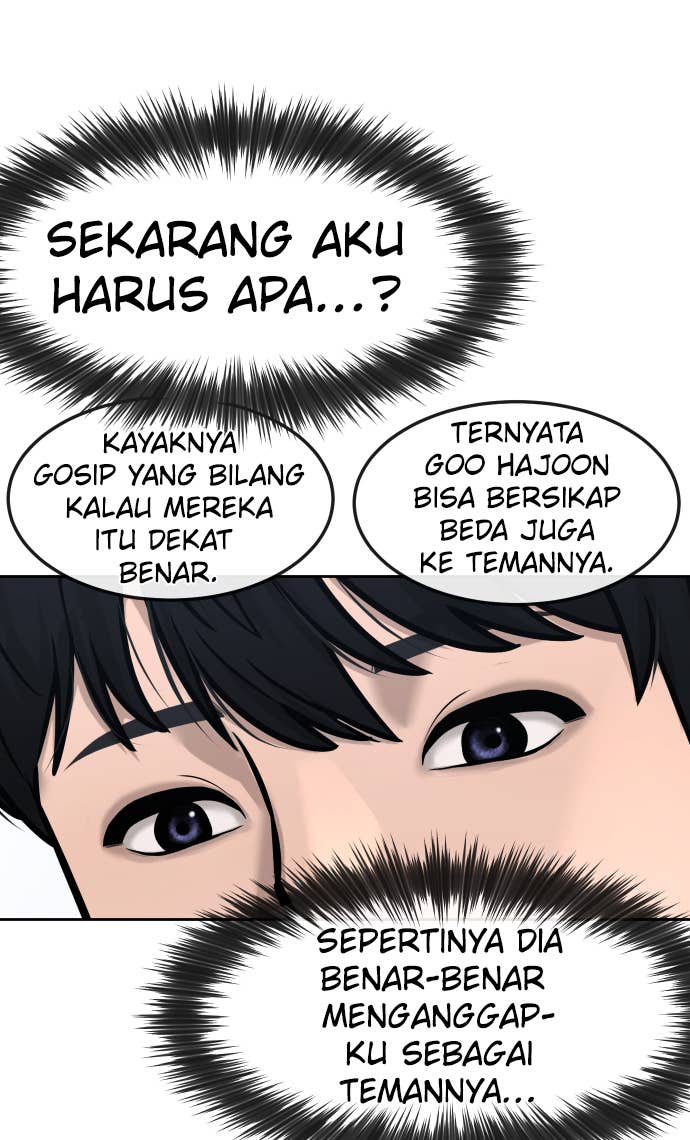 SEKARANG AKU
HARUS APA...?
KAYAKNYA
GOSIP YANG BILANG
KALAU MEREKA
ITU DEKAT
BENAR.
TERNYATA
GOO HAJOON
BISA BERSIKAP
BEDA JUGA
KE TEMANNYA.
SEPERTINYA DIA
BENAR-BENAR
MENGANGGAP-
KU SEBAGAI
TEMANNYA...